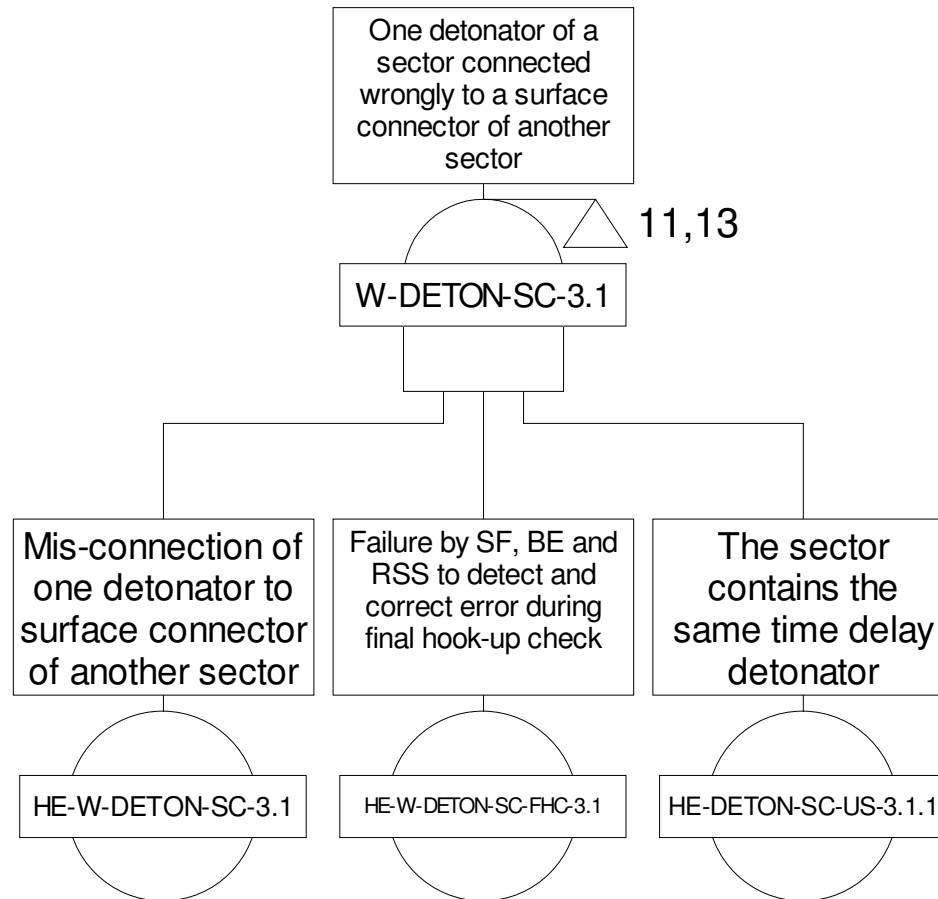 One detonator of a
sector connected
wrongly to a surface
connector of another
sector
11,13
W-DETON-SC-3.1
Mis-connection of
one detonator to
surface connector
of another sector
Failure by SF, BE and
RSS to detect and
correct error during
final hook-up check
The sector
contains the
same time delay
detonator
HE-W-DETON-SC-3.1
HE-W-DETON-SC-FHC-3.1
HE-DETON-SC-US-3.1.1